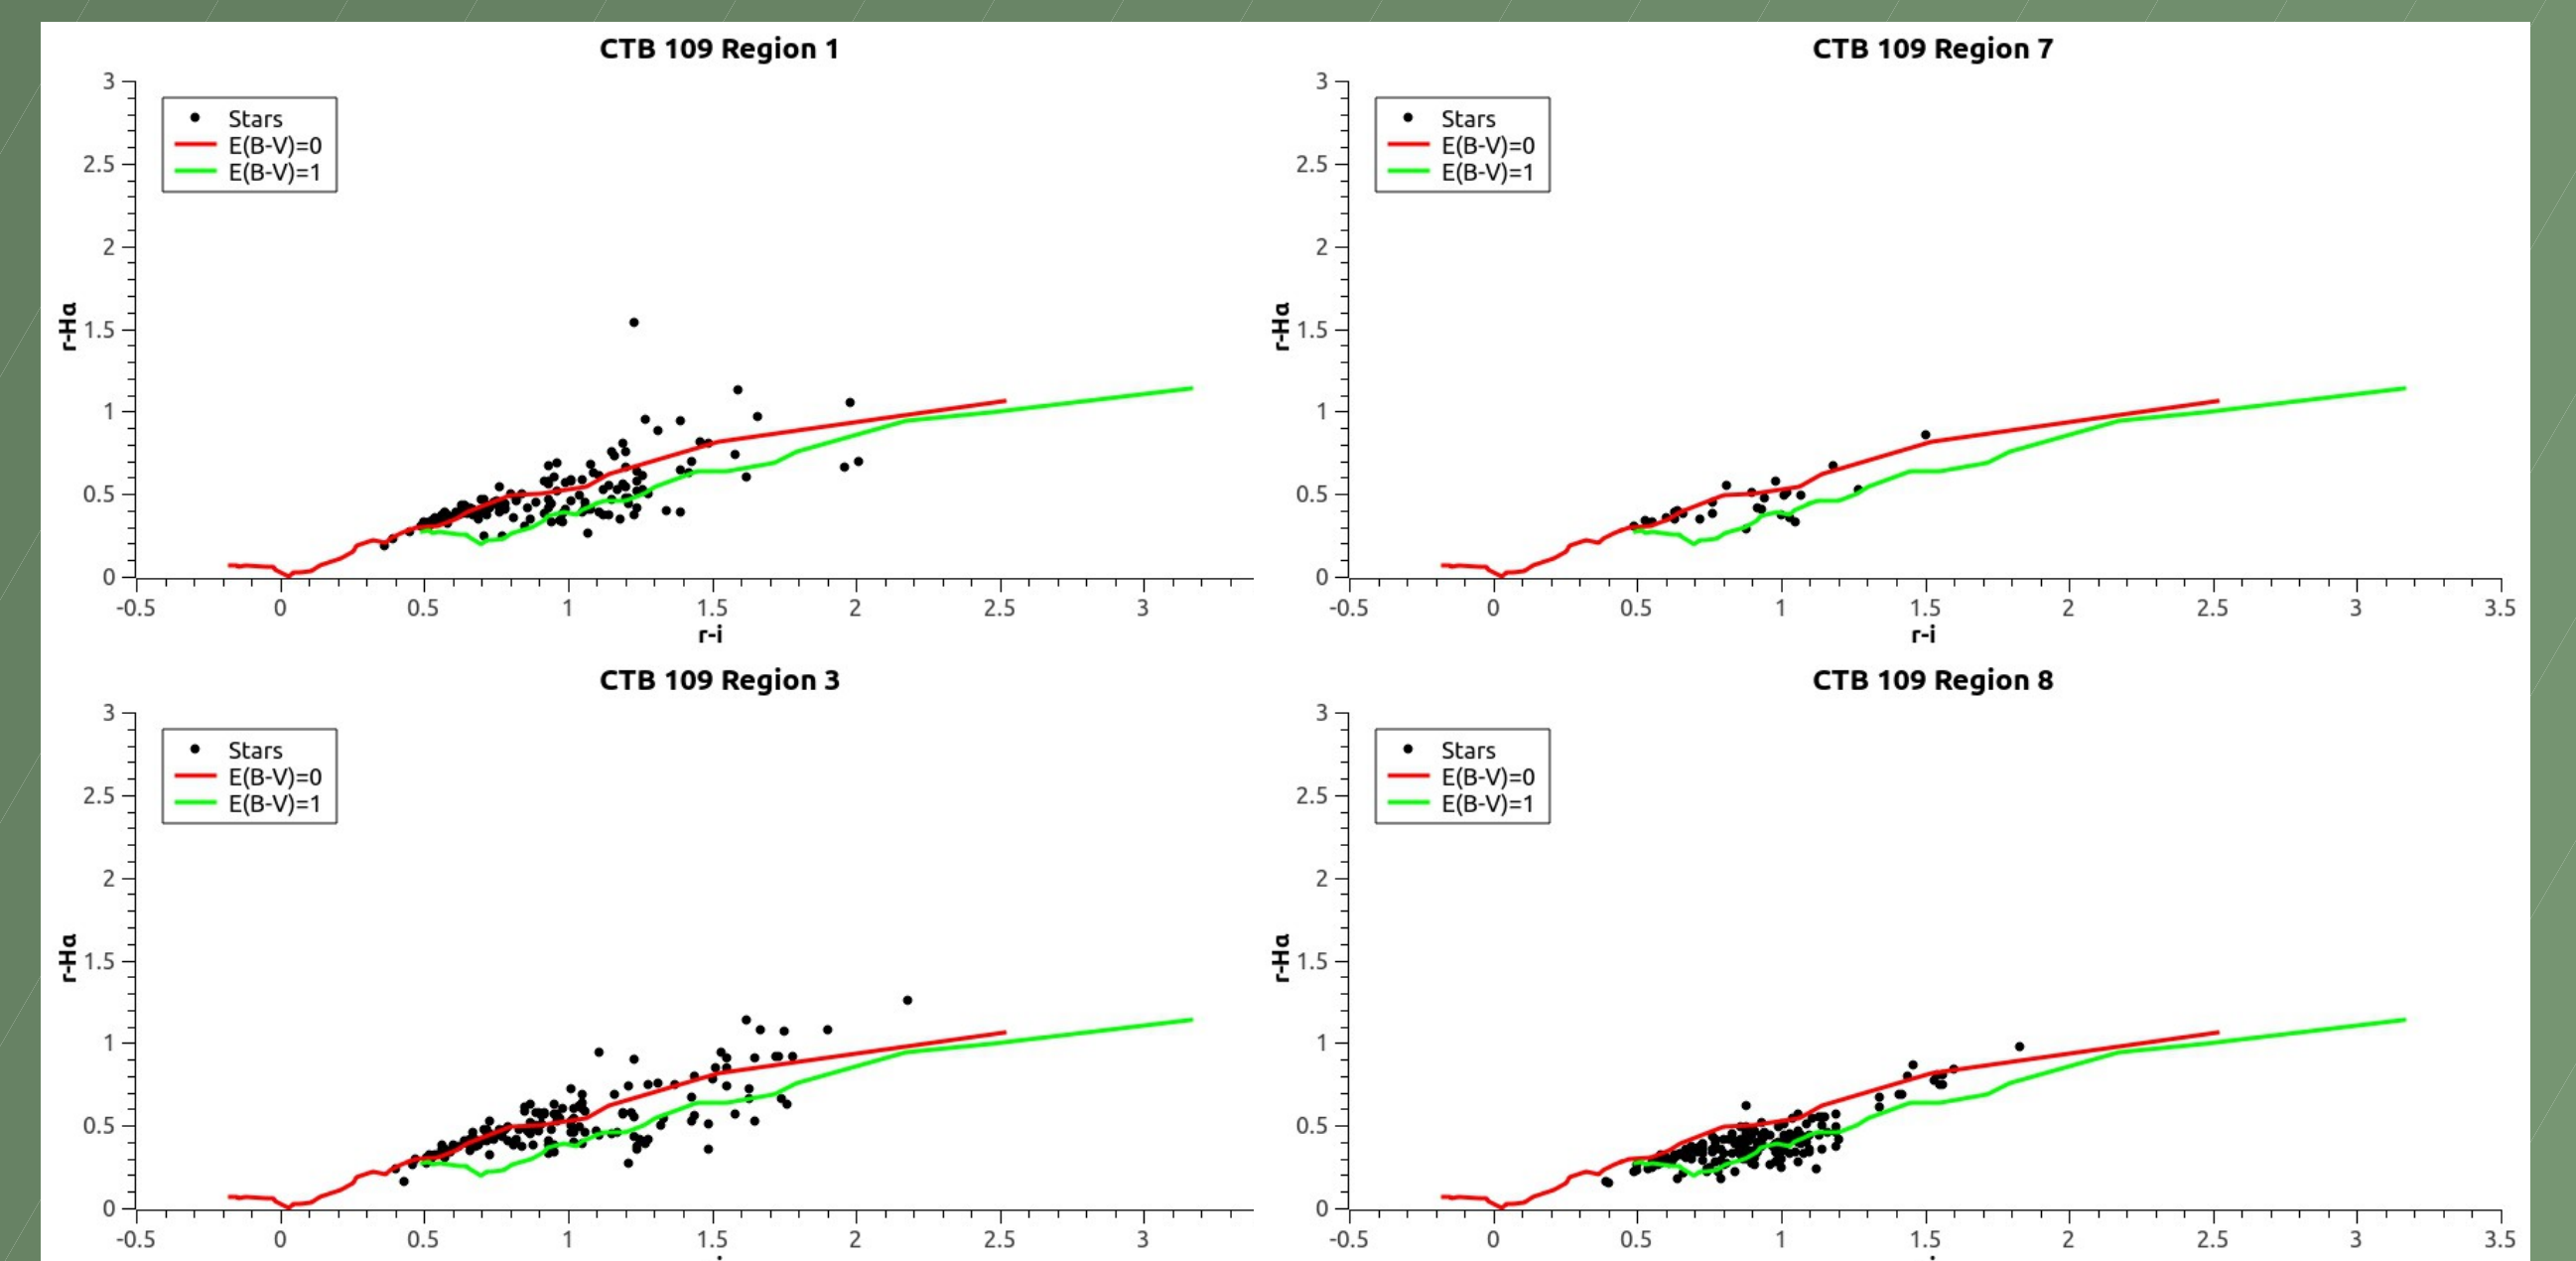 CTB 109 Region 1
3
2.5
2
1.5
1
0.5
0
r-Hα
Stars
E(B-V)=0
E(B-V)=1
-0.5 0 0.5 1 1.5 2 2.5 3
r-i
CTB 109 Region 7
3
2.5
2
1.5
1
0.5
0
r-Hα
Stars
E(B-V)=0
E(B-V)=1
-0.5 0 0.5 1 1.5 2 2.5 3 3.5
r-i
CTB 109 Region 3
3
2.5
2
1.5
1
0.5
0
r-Hα
Stars
E(B-V)=0
E(B-V)=1
-0.5 0 0.5 1 1.5 2 2.5 3
CTB 109 Region 8
3
2.5
2
1.5
1
0.5
0
r-Hα
Stars
E(B-V)=0
E(B-V)=1
-0.5 0 0.5 1 1.5 2 2.5 3 3.5